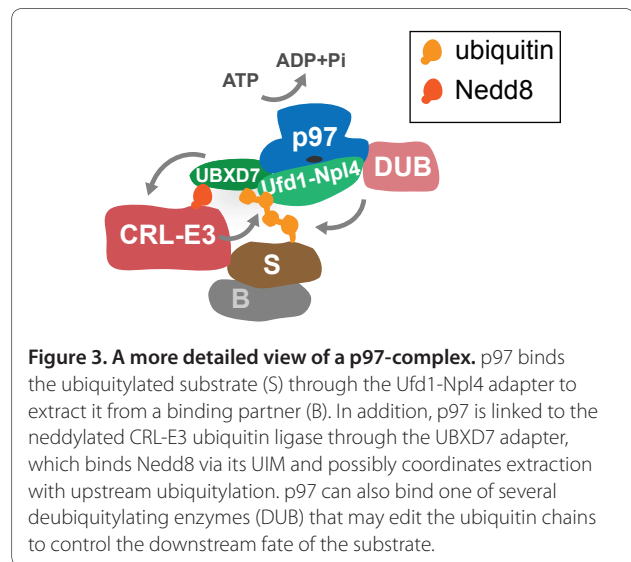 ADP+Pi
ATP
ubiquitin
Nedd8
p97
UBXD7
Ufd1-Npl4
DUB
CRL-E3
S
B
Figure 3. A more detailed view of a p97-complex. p97 binds
the ubiquitylated substrate (S) through the Ufd1-Npl4 adapter to
extract it from a binding partner (B). In addition, p97 is linked to the
neddylated CRL-E3 ubiquitin ligase through the UBXD7 adapter,
which binds Nedd8 via its UIM and possibly coordinates extraction
with upstream ubiquitylation. p97 can also bind one of several
deubiquitylating enzymes (DUB) that may edit the ubiquitin chains
to control the downstream fate of the substrate.